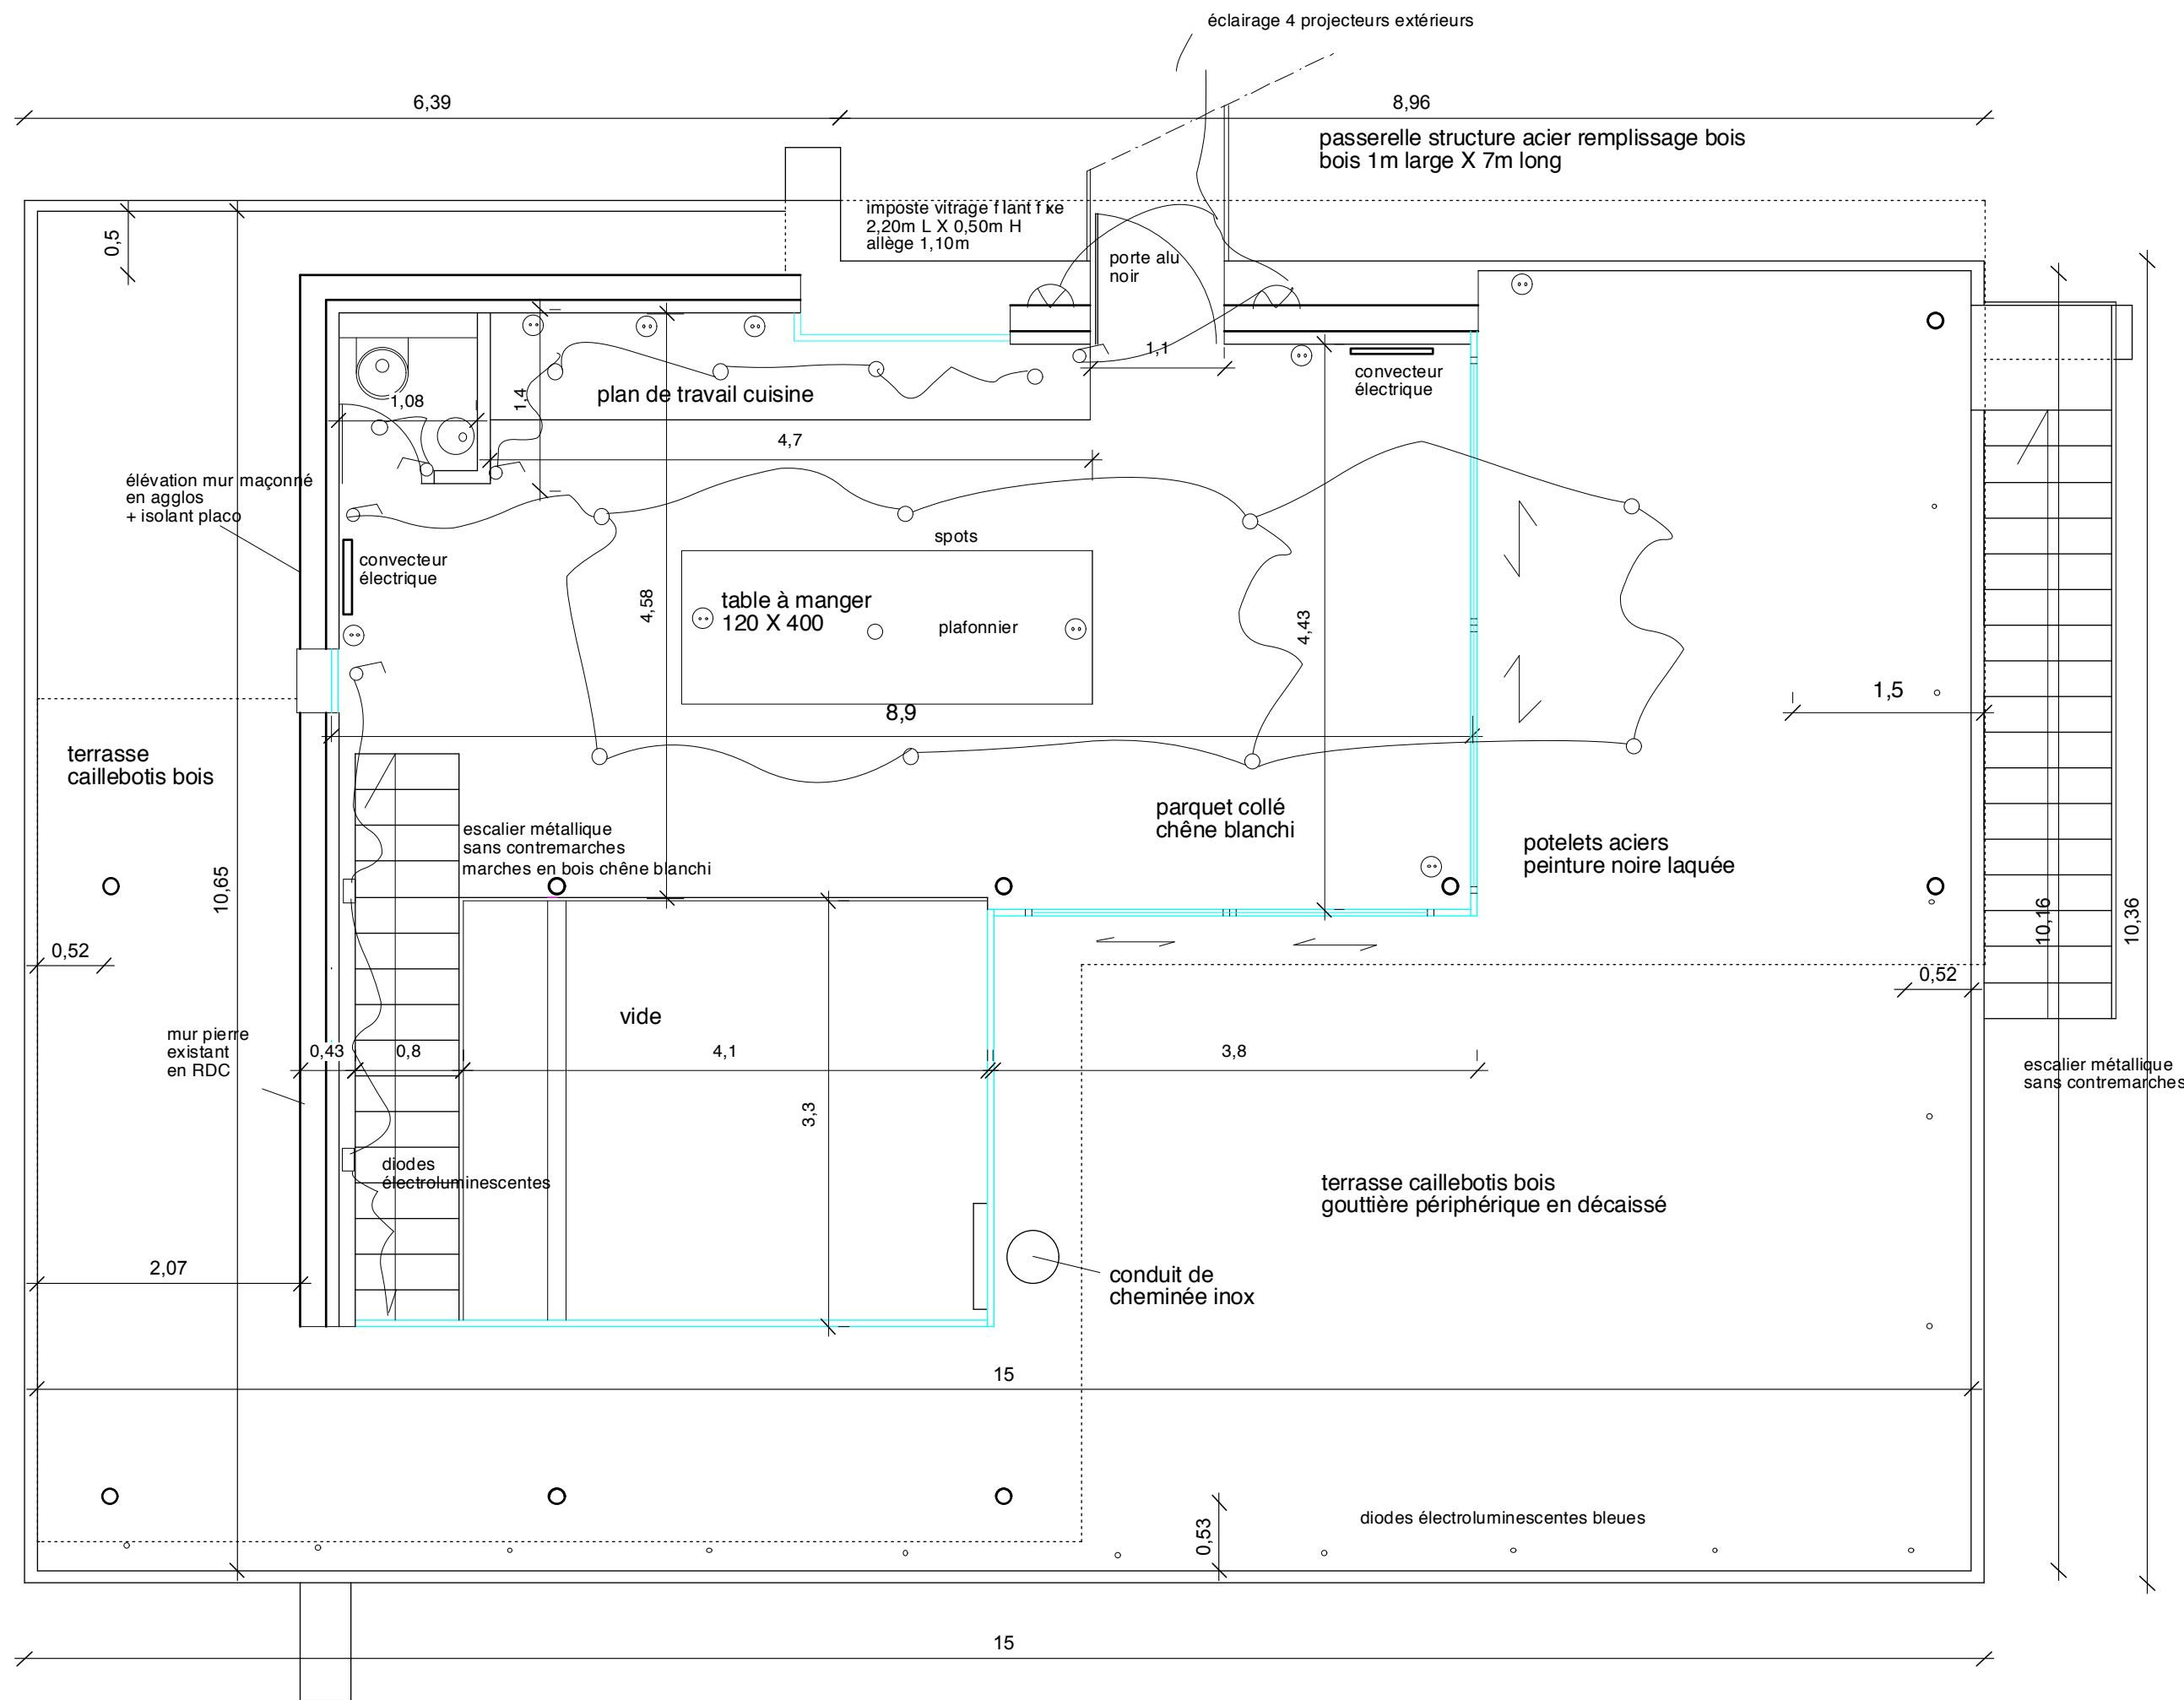 éclairage 4 projecteurs extérieurs
6,39
8,96
passerelle structure acier remplissage bois
bois 1m large X 7m long
0,5
imposte vitrage f lant f ixe
2,20m L X 0,50m H
allège 1,10m
porte alu
noir
1,1
convecteur
électrique
1,08
1,4
plan de travail cuisine
4,7
élévation mur maçonné
en agglos
+ isolant placo
convecteur
électrique
spots
4,58
table à manger
120 X 400
plafonnier
4,43
8,9
1,5
terrasse
caillebotis bois
escalier métallique
sans contremarches
marches en bois chêne blanchi
parquet collé
chêne blanchi
potelets aciers
peinture noire laquée
10,65
10,16
10,36
0,52
0,52
vide
mur pierre
existant
en RDC
0,43
0,8
4,1
3,8
escalier métallique
sans contremarches
3,3
diodes
électroluminescentes
terrasse caillebotis bois
gouttière périphérique en décaissé
2,07
conduit de
cheminée inox
15
0,53
diodes électroluminescentes bleues
15